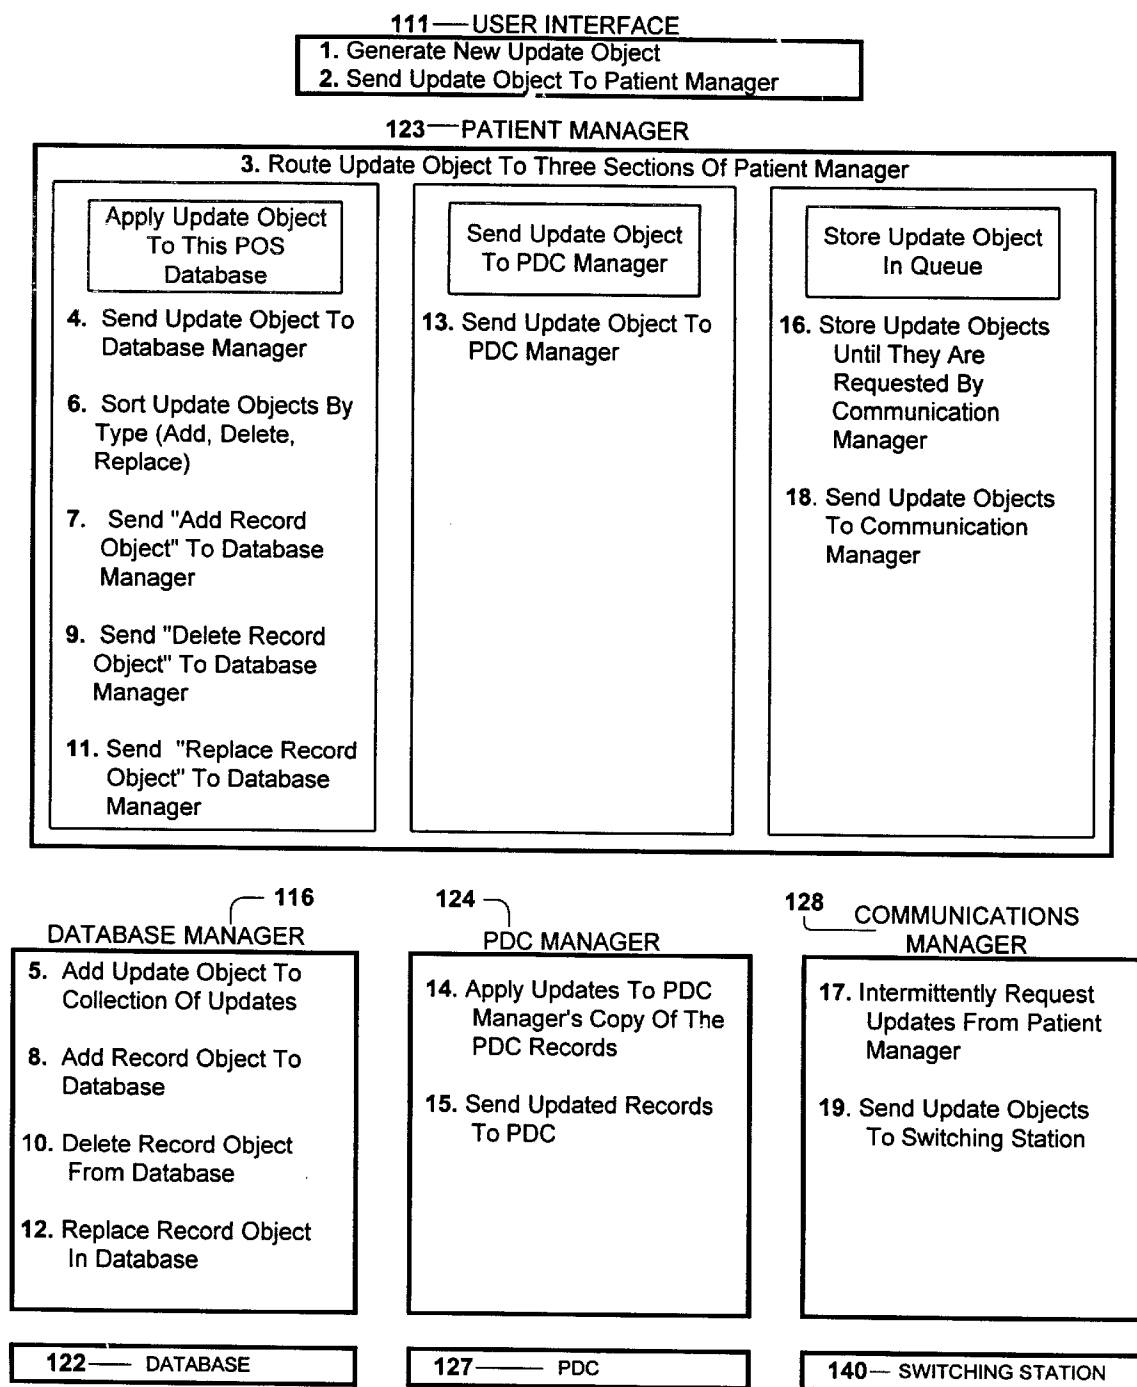 111 — USER INTERFACE
1. Generate New Update Object
2. Send Update Object To Patient Manager
123 — PATIENT MANAGER
3. Route Update Object To Three Sections Of Patient Manager
Apply Update Object
To This POS
Database
4. Send Update Object To
Database Manager
6. Sort Update Objects By
Type (Add, Delete,
Replace)
7. Send "Add Record
Object" To Database
Manager
9. Send "Delete Record
Object" To Database
Manager
11. Send "Replace Record
Object" To Database
Manager
Send Update Object
To PDC Manager
13. Send Update Object To
PDC Manager
Store Update Object
In Queue
16. Store Update Objects
Until They Are
Requested By
Communication
Manager
18. Send Update Objects
To Communication
Manager
116
DATABASE MANAGER
5. Add Update Object To
Collection Of Updates
8. Add Record Object To
Database
10. Delete Record Object
From Database
12. Replace Record Object
In Database
124
PDC MANAGER
14. Apply Updates To PDC
Manager's Copy Of The
PDC Records
15. Send Updated Records
To PDC
128
COMMUNICATIONS
MANAGER
17. Intermittently Request
Updates From Patient
Manager
19. Send Update Objects
To Switching Station
122 — DATABASE
127 — PDC
140 — SWITCHING STATION